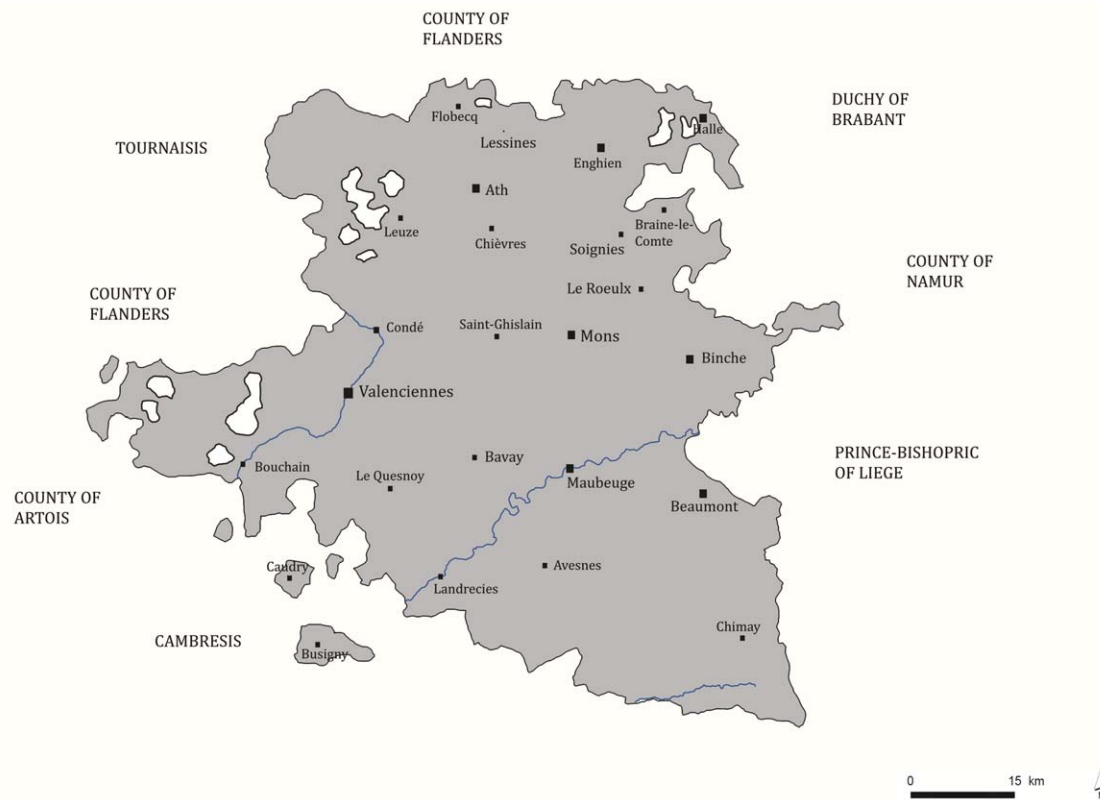 COUNTY OF
FLANDERS
DUCHY OF
BRABANT
Flobecq
Halle
TOURNAISIS
Lessines
Enghien
Ath
Leuze
Braine-le-
Comte
Chièvres
Soignies
COUNTY OF
NAMUR
Le Roeulx
COUNTY OF
FLANDERS
Condé
Saint-Ghislain
Mons
Binche
Valenciennes
Bavay
PRINCE-BISHOPRIC
OF LIEGE
Bouchain
Le Quesnoy
Maubeuge
COUNTY OF
ARTOIS
Beaumont
Caudry
Avesnes
Landrecies
Chimay
CAMBRESIS
Busigny
0 15 km